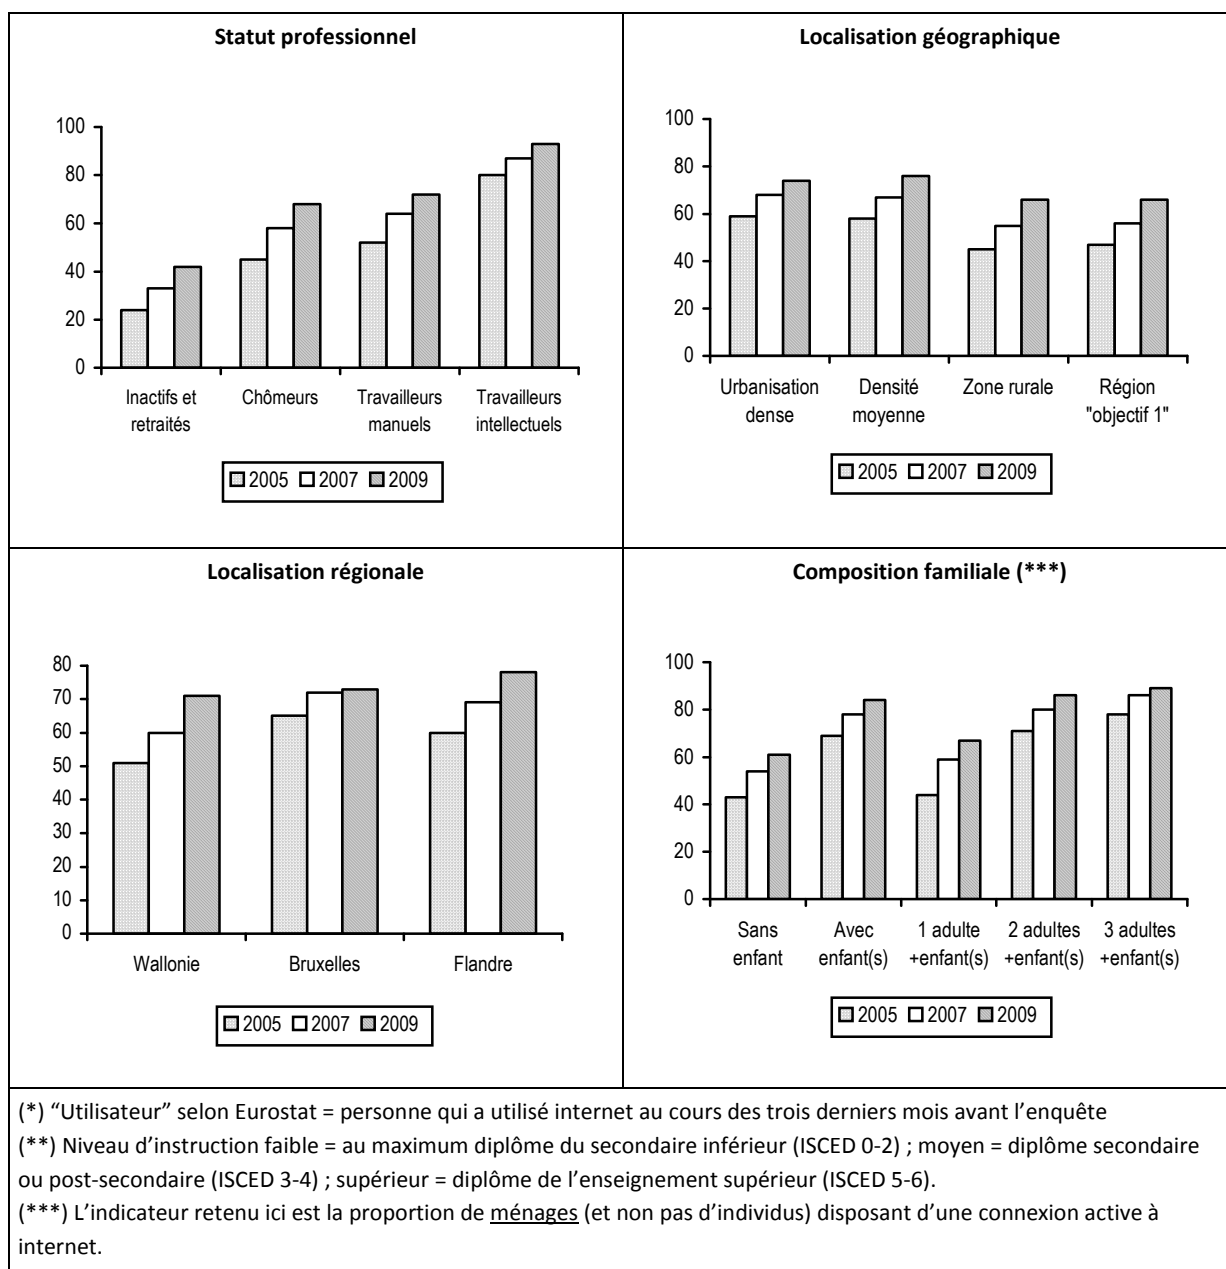 Statut professionnel
100
80
60
40
20
0
Inactifs et
retraités
Chômeurs
Travailleurs
manuels
Travailleurs
intellectuels
2005 2007 2009
Localisation géographique
100
80
60
40
20
0
Urbanisation
dense
Densité
moyenne
Zone rurale
Région
"objectif 1"
2005 2007 2009
Localisation régionale
80
70
60
50
40
30
20
10
0
Wallonie
Bruxelles
Flandre
2005 2007 2009
Composition familiale (***)
100
80
60
40
20
0
Sans
enfant
Avec
enfant(s)
1 adulte
+enfant(s)
2 adultes
+enfant(s)
3 adultes
+enfant(s)
2005 2007 2009
(*) “Utilisateur” selon Eurostat = personne qui a utilisé internet au cours des trois derniers mois avant l’enquête
(**) Niveau d’instruction faible = au maximum diplôme du secondaire inférieur (ISCED 0-2) ; moyen = diplôme secondaire
ou post-secondaire (ISCED 3-4) ; supérieur = diplôme de l’enseignement supérieur (ISCED 5-6).
(***) L’indicateur retenu ici est la proportion de ménages (et non pas d’individus) disposant d’une connexion active à
internet.